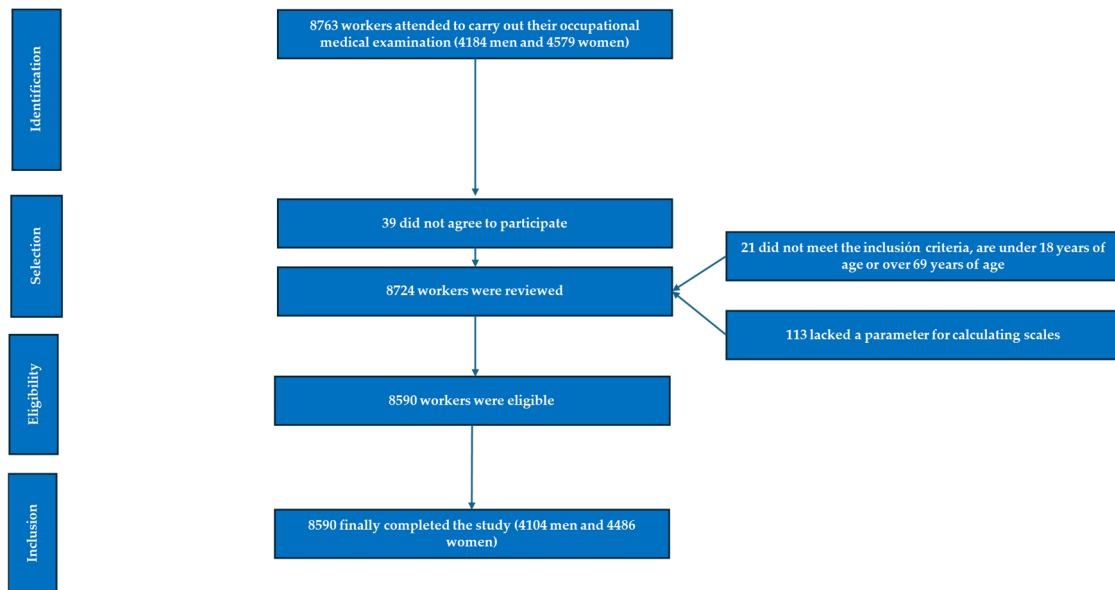 Identification
8763 workers attended to carry out their occupational
medical examination (4184 men and 4579 women)
Selection
39 did not agree to participate
8724 workers were reviewed
21 did not meet the inclusión criteria, are under 18 years of
age or over 69 years of age
113 lacked a parameter for calculating scales
Eligibility
8590 workers were eligible
Inclusion
8590 finally completed the study (4104 men and 4486
women)